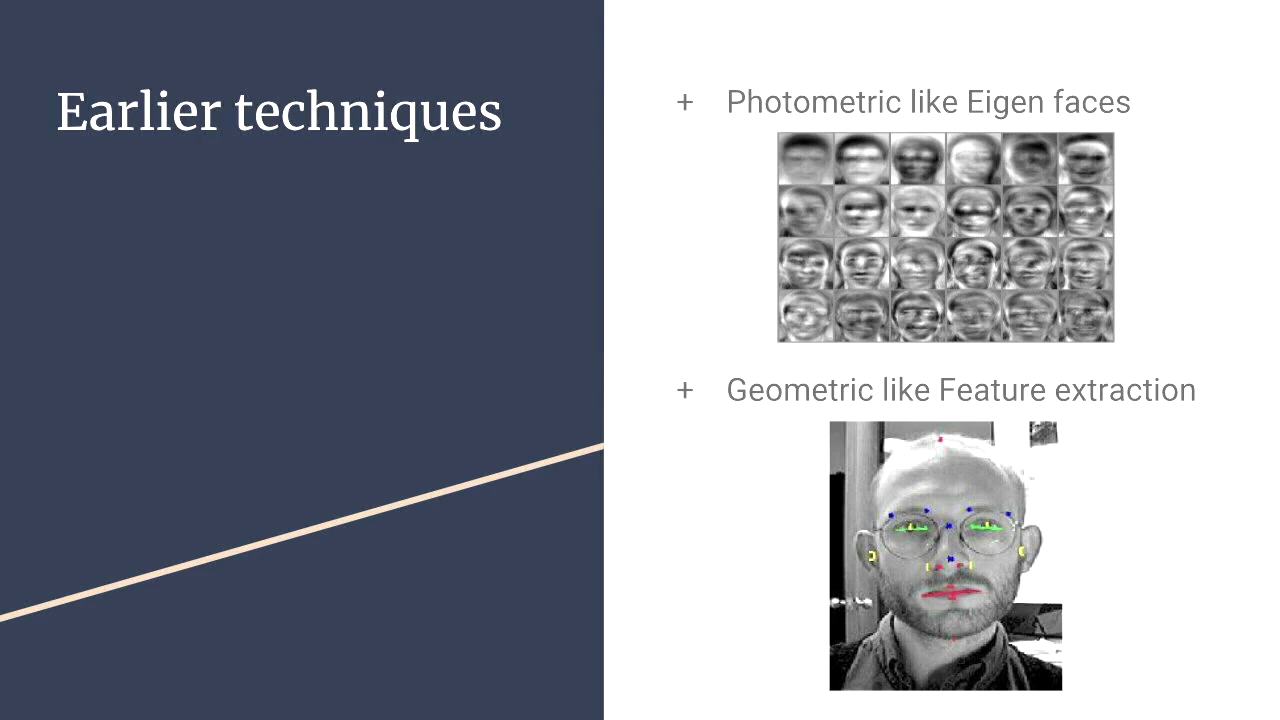 Earlier techniques
+ Photometric like Eigen faces
+ Geometric like Feature extraction